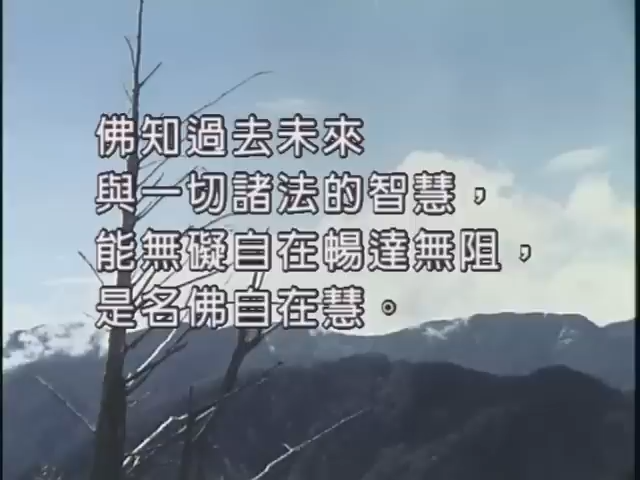 佛知過去未來
與一切諸法的智慧，
能無礙自在暢達無阻，
是名佛自在慧。